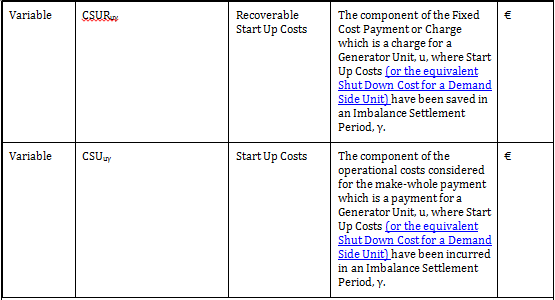 Variable CSURuγ Recoverable The component of the Fixed €
Start Up Costs Cost Payment or Charge
which is a charge for a
Generator Unit, u, where Start
Up Costs (or the equivalent
Shut Down Cost for a Demand
Side Unit) have been saved in
an Imbalance Settlement
Period, γ.
Variable CSUuγ Start Up Costs The component of the €
operational costs considered
for the make-whole payment
which is a payment for a
Generator Unit, u, where Start
Up Costs (or the equivalent
Shut Down Cost for a Demand
Side Unit) have been incurred
in an Imbalance Settlement
Period, γ.